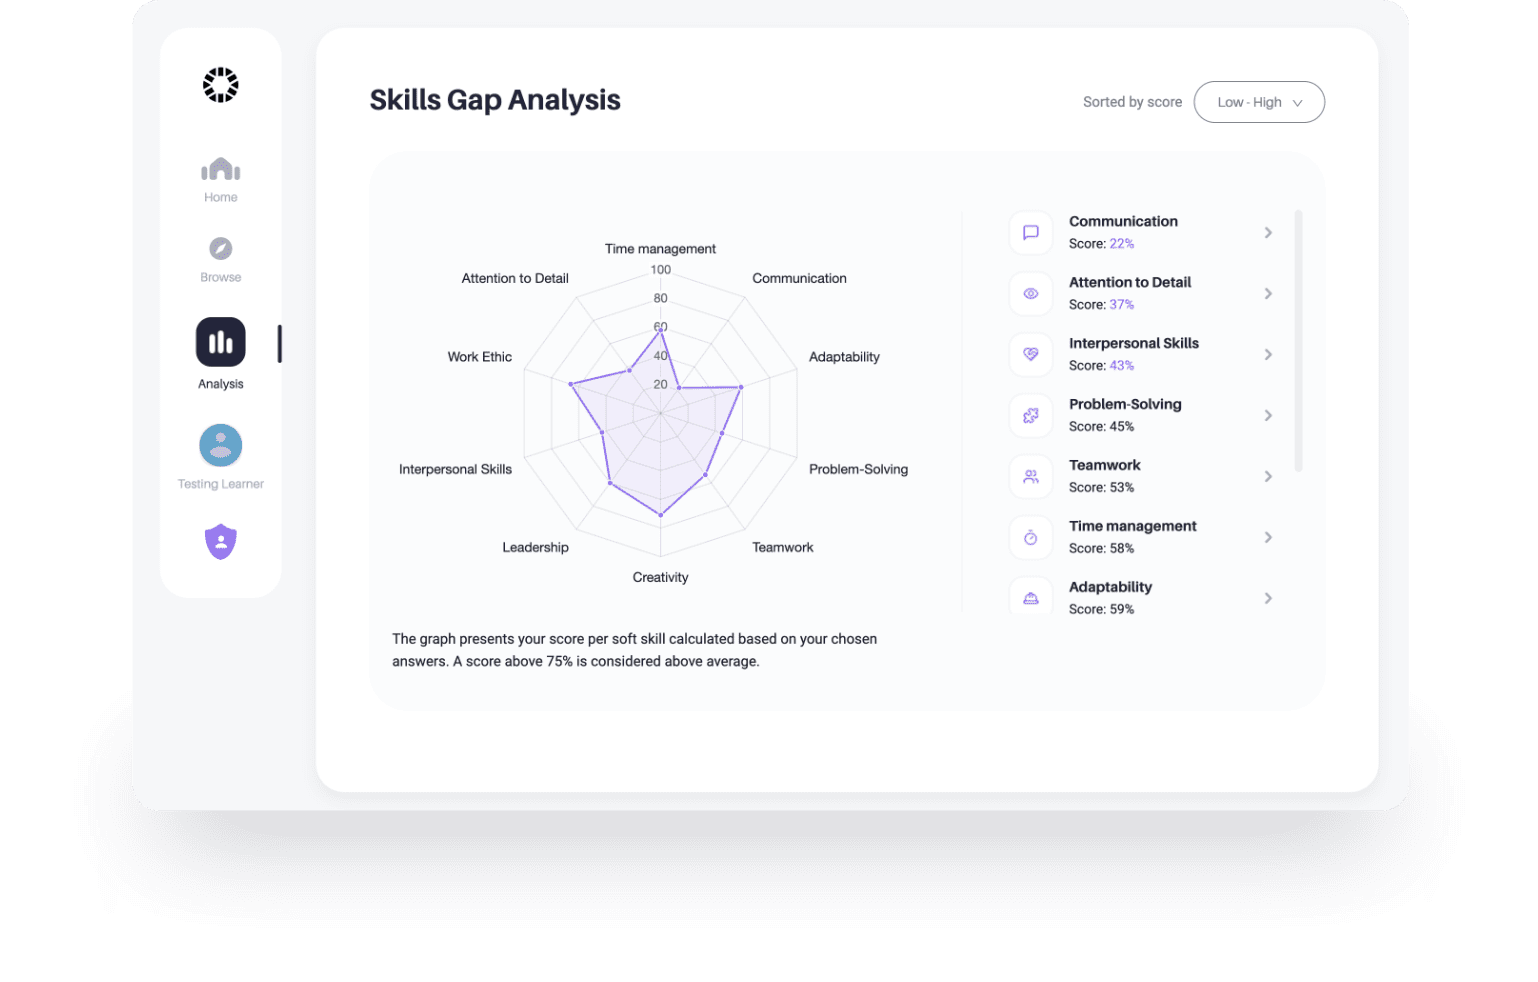 Skills Gap Analysis
Sorted by score
Low - High
Home
Browse
Analysis
Testing Learner
Time management
Attention to Detail
Communication
100
80
60
40
20
Work Ethic
Adaptability
Interpersonal Skills
Problem-Solving
Leadership
Teamwork
Creativity
The graph presents your score per soft skill calculated based on your chosen
answers. A score above 75% is considered above average.
Communication
Score: 22%
Attention to Detail
Score: 37%
Interpersonal Skills
Score: 43%
Problem-Solving
Score: 45%
Teamwork
Score: 53%
Time management
Score: 58%
Adaptability
Score: 59%